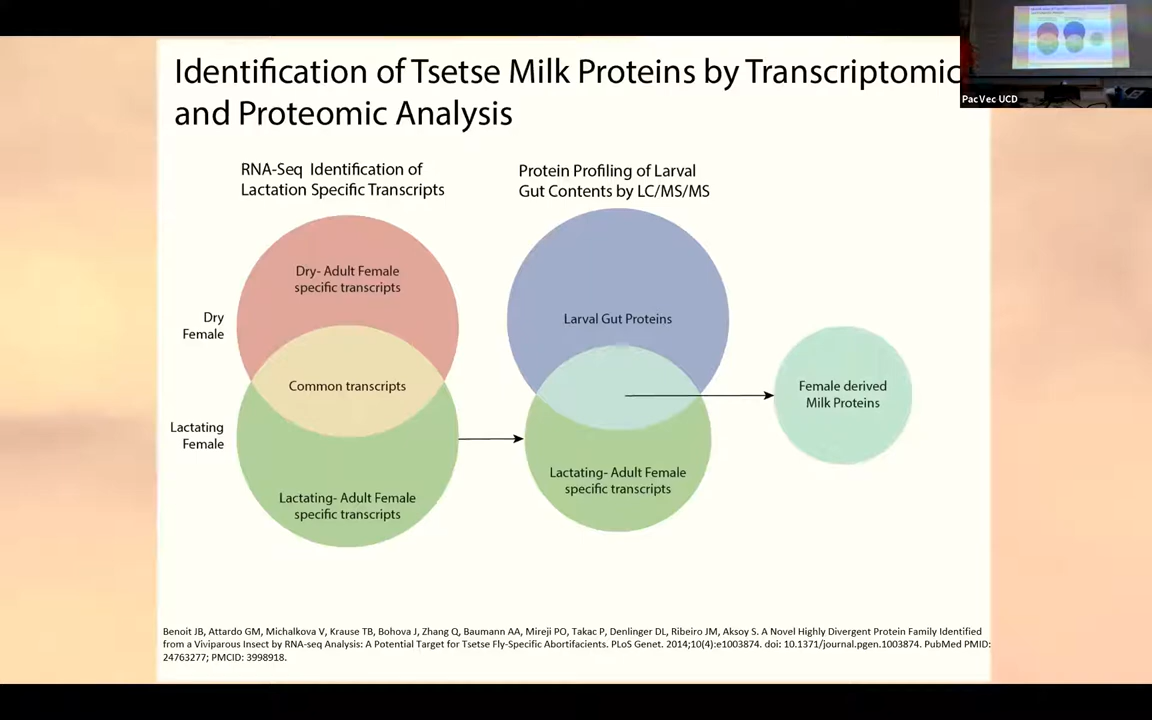 Identification of Tsetse Milk Proteins by Transcriptomic
and Proteomic Analysis
PacVec UCD
RNA-Seq Identification of
Lactation Specific Transcripts
Protein Profiling of Larval
Gut Contents by LC/MS/MS
Dry- Adult Female
specific transcripts
Dry
Female
Larval Gut Proteins
Common transcripts
Female derived
Milk Proteins
Lactating
Female
Lactating- Adult Female
specific transcripts
Lactating- Adult Female
specific transcripts
Benoit JB, Attardo GM, Michalkova V, Krause TB, Bohova J, Zhang Q, Baumann AA, Mireji PO, Takac P, Denlinger DL, Ribeiro JM, Aksoy S. A Novel Highly Divergent Protein Family Identified
from a Viviparous Insect by RNA-seq Analysis: A Potential Target for Tsetse Fly-Specific Abortifacients. PLoS Genet. 2014;10(4):e1003874. doi: 10.1371/journal.pgen.1003874. PubMed PMID:
24763277; PMCID: 3998918.